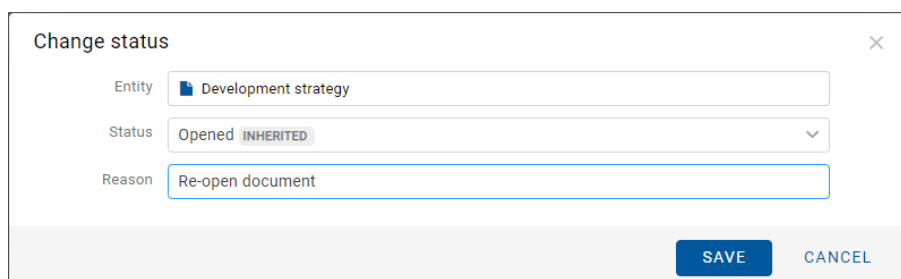 Change status
Entity Development strategy
Status Opened INHERITED
Reason Re-open document
SAVE CANCEL